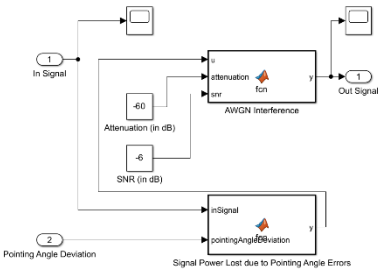 1
In Signal
u
attenuation
snr
fcn
y
AWGN Interference
1
Out Signal
-60
Attenuation (in dB)
-6
SNR (in dB)
2
Pointing Angle Deviation
inSignal
pointingAngleDeviation
fcn
y
Signal Power Lost due to Pointing Angle Errors